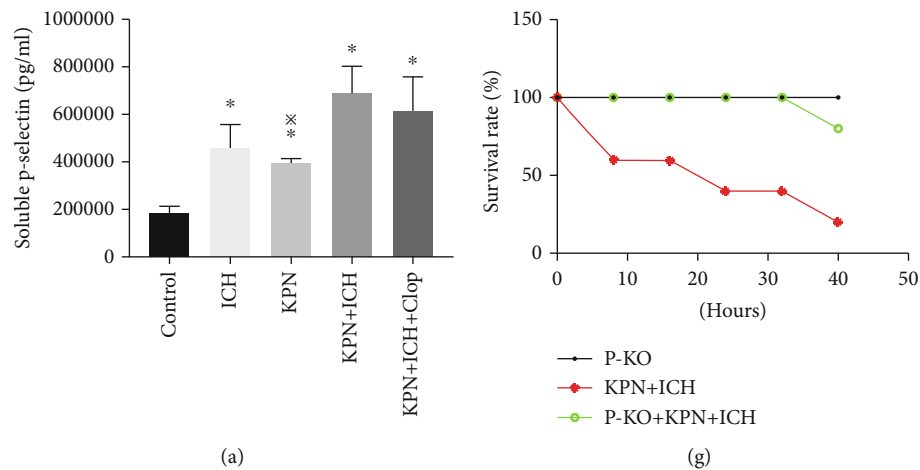 Soluble p-selectin (pg/ml)
1000000
800000
600000
400000
200000
0
*
*
※
*
*
Control
ICH
KPN
KPN+ICH
KPN+ICH+Clop
(a)
Survival rate (%)
150
100
50
0
0 10 20 30 40 50
(Hours)
P-KO
KPN+ICH
P-KO+KPN+ICH
(g)